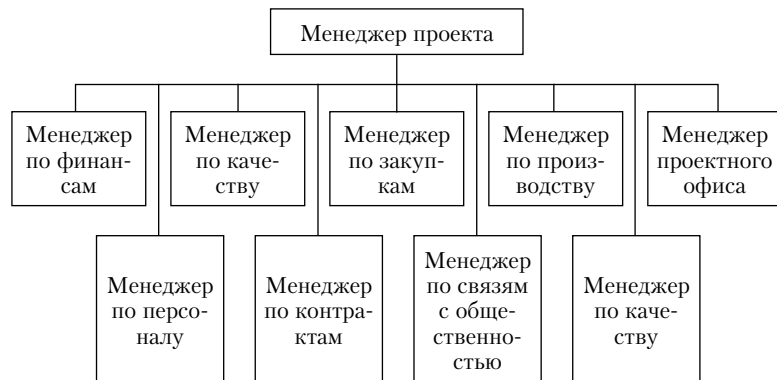 Менеджер проекта
Менеджер
по финан-
сам
Менеджер
по каче-
ству
Менеджер
по закуп-
кам
Менеджер
по произ-
водству
Менеджер
проектного
офиса
Менеджер
по персо-
налу
Менеджер
по контра-
ктам
Менеджер
по связям
с обще-
ственно-
стью
Менеджер
по каче-
ству